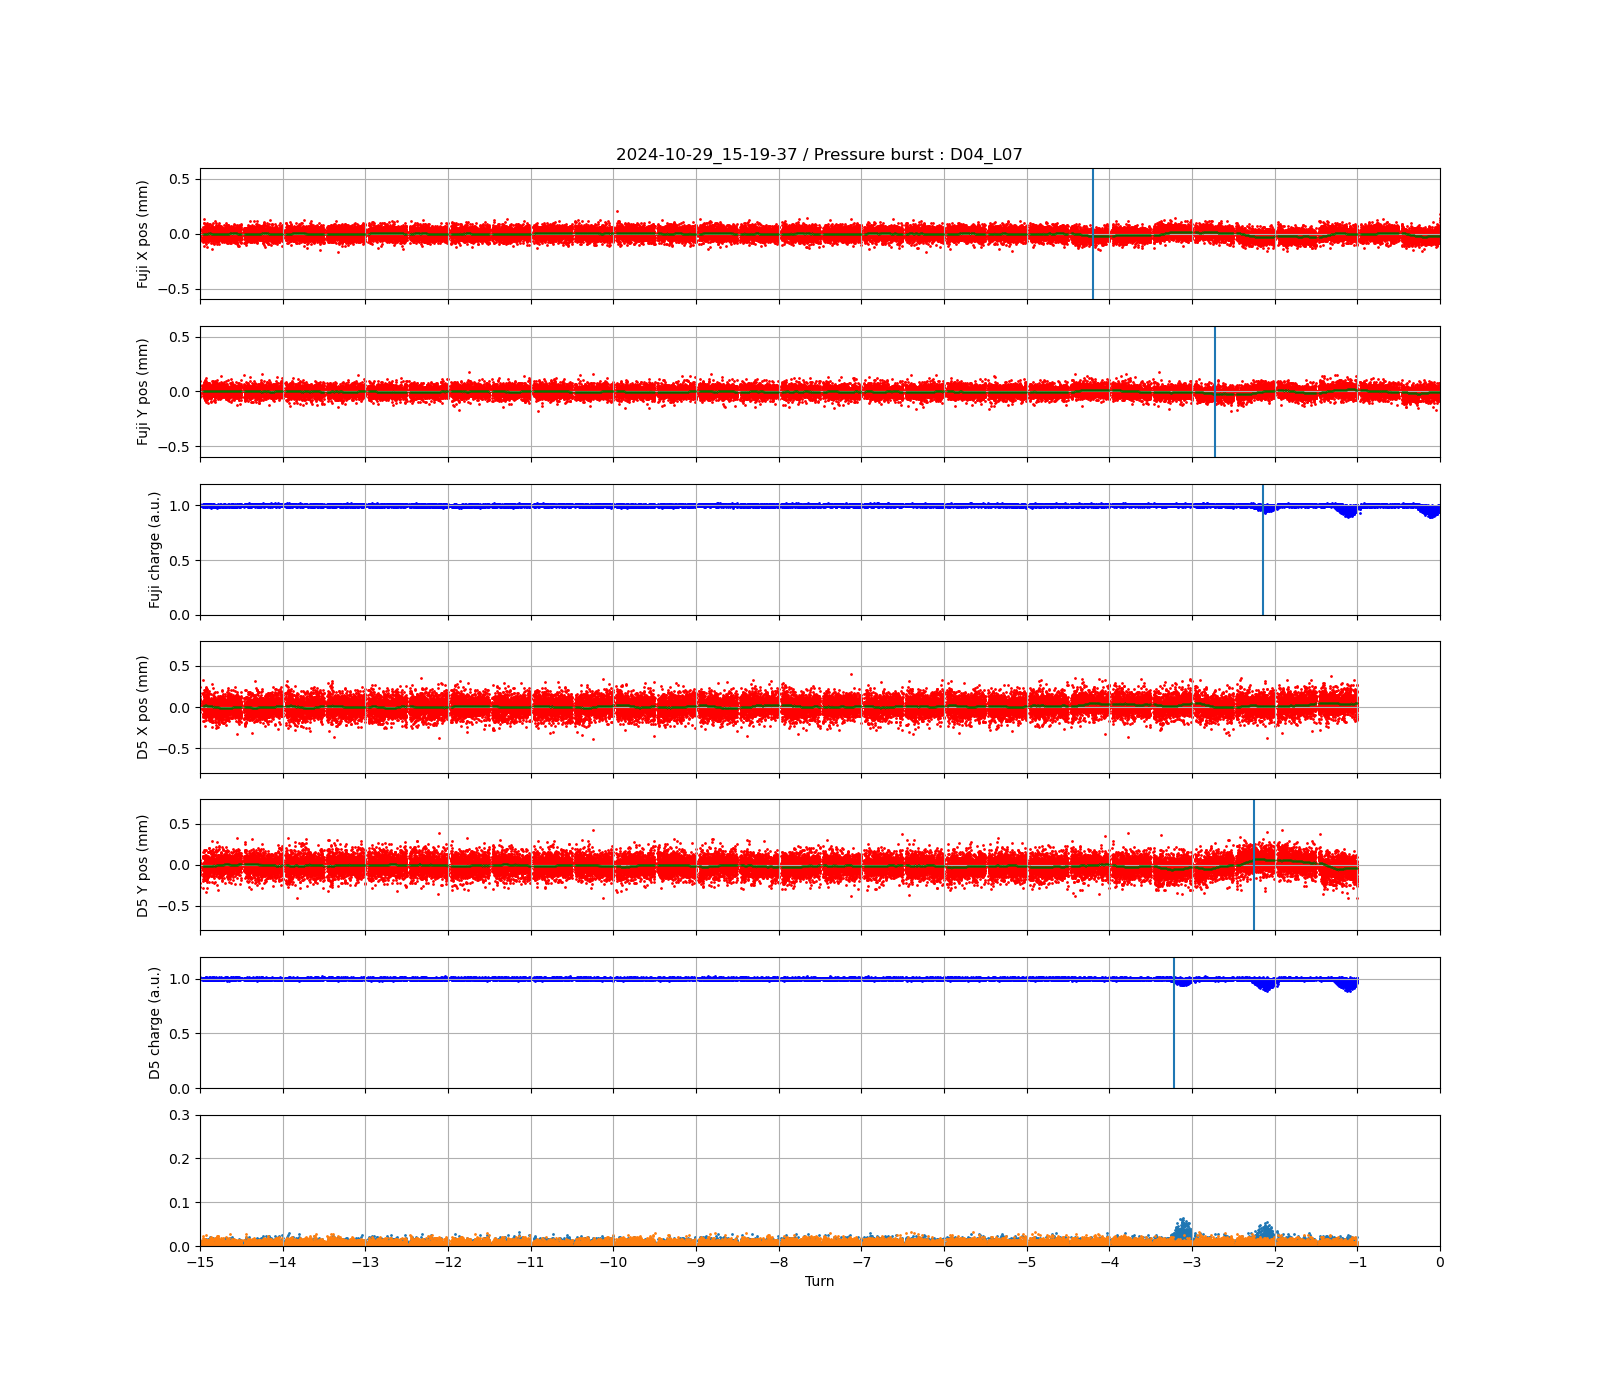 2024-10-29_15-19-37 / Pressure burst : D04_L07
0.5
0.0
−0.5
Fuji X pos (mm)
0.5
0.0
−0.5
Fuji Y pos (mm)
1.0
0.5
0.0
Fuji charge (a.u.)
0.5
0.0
−0.5
D5 X pos (mm)
0.5
0.0
−0.5
D5 Y pos (mm)
1.0
0.5
0.0
D5 charge (a.u.)
0.3
0.2
0.1
0.0
−15 −14 −13 −12 −11 −10 −9 −8 −7 −6 −5 −4 −3 −2 −1 0
Turn